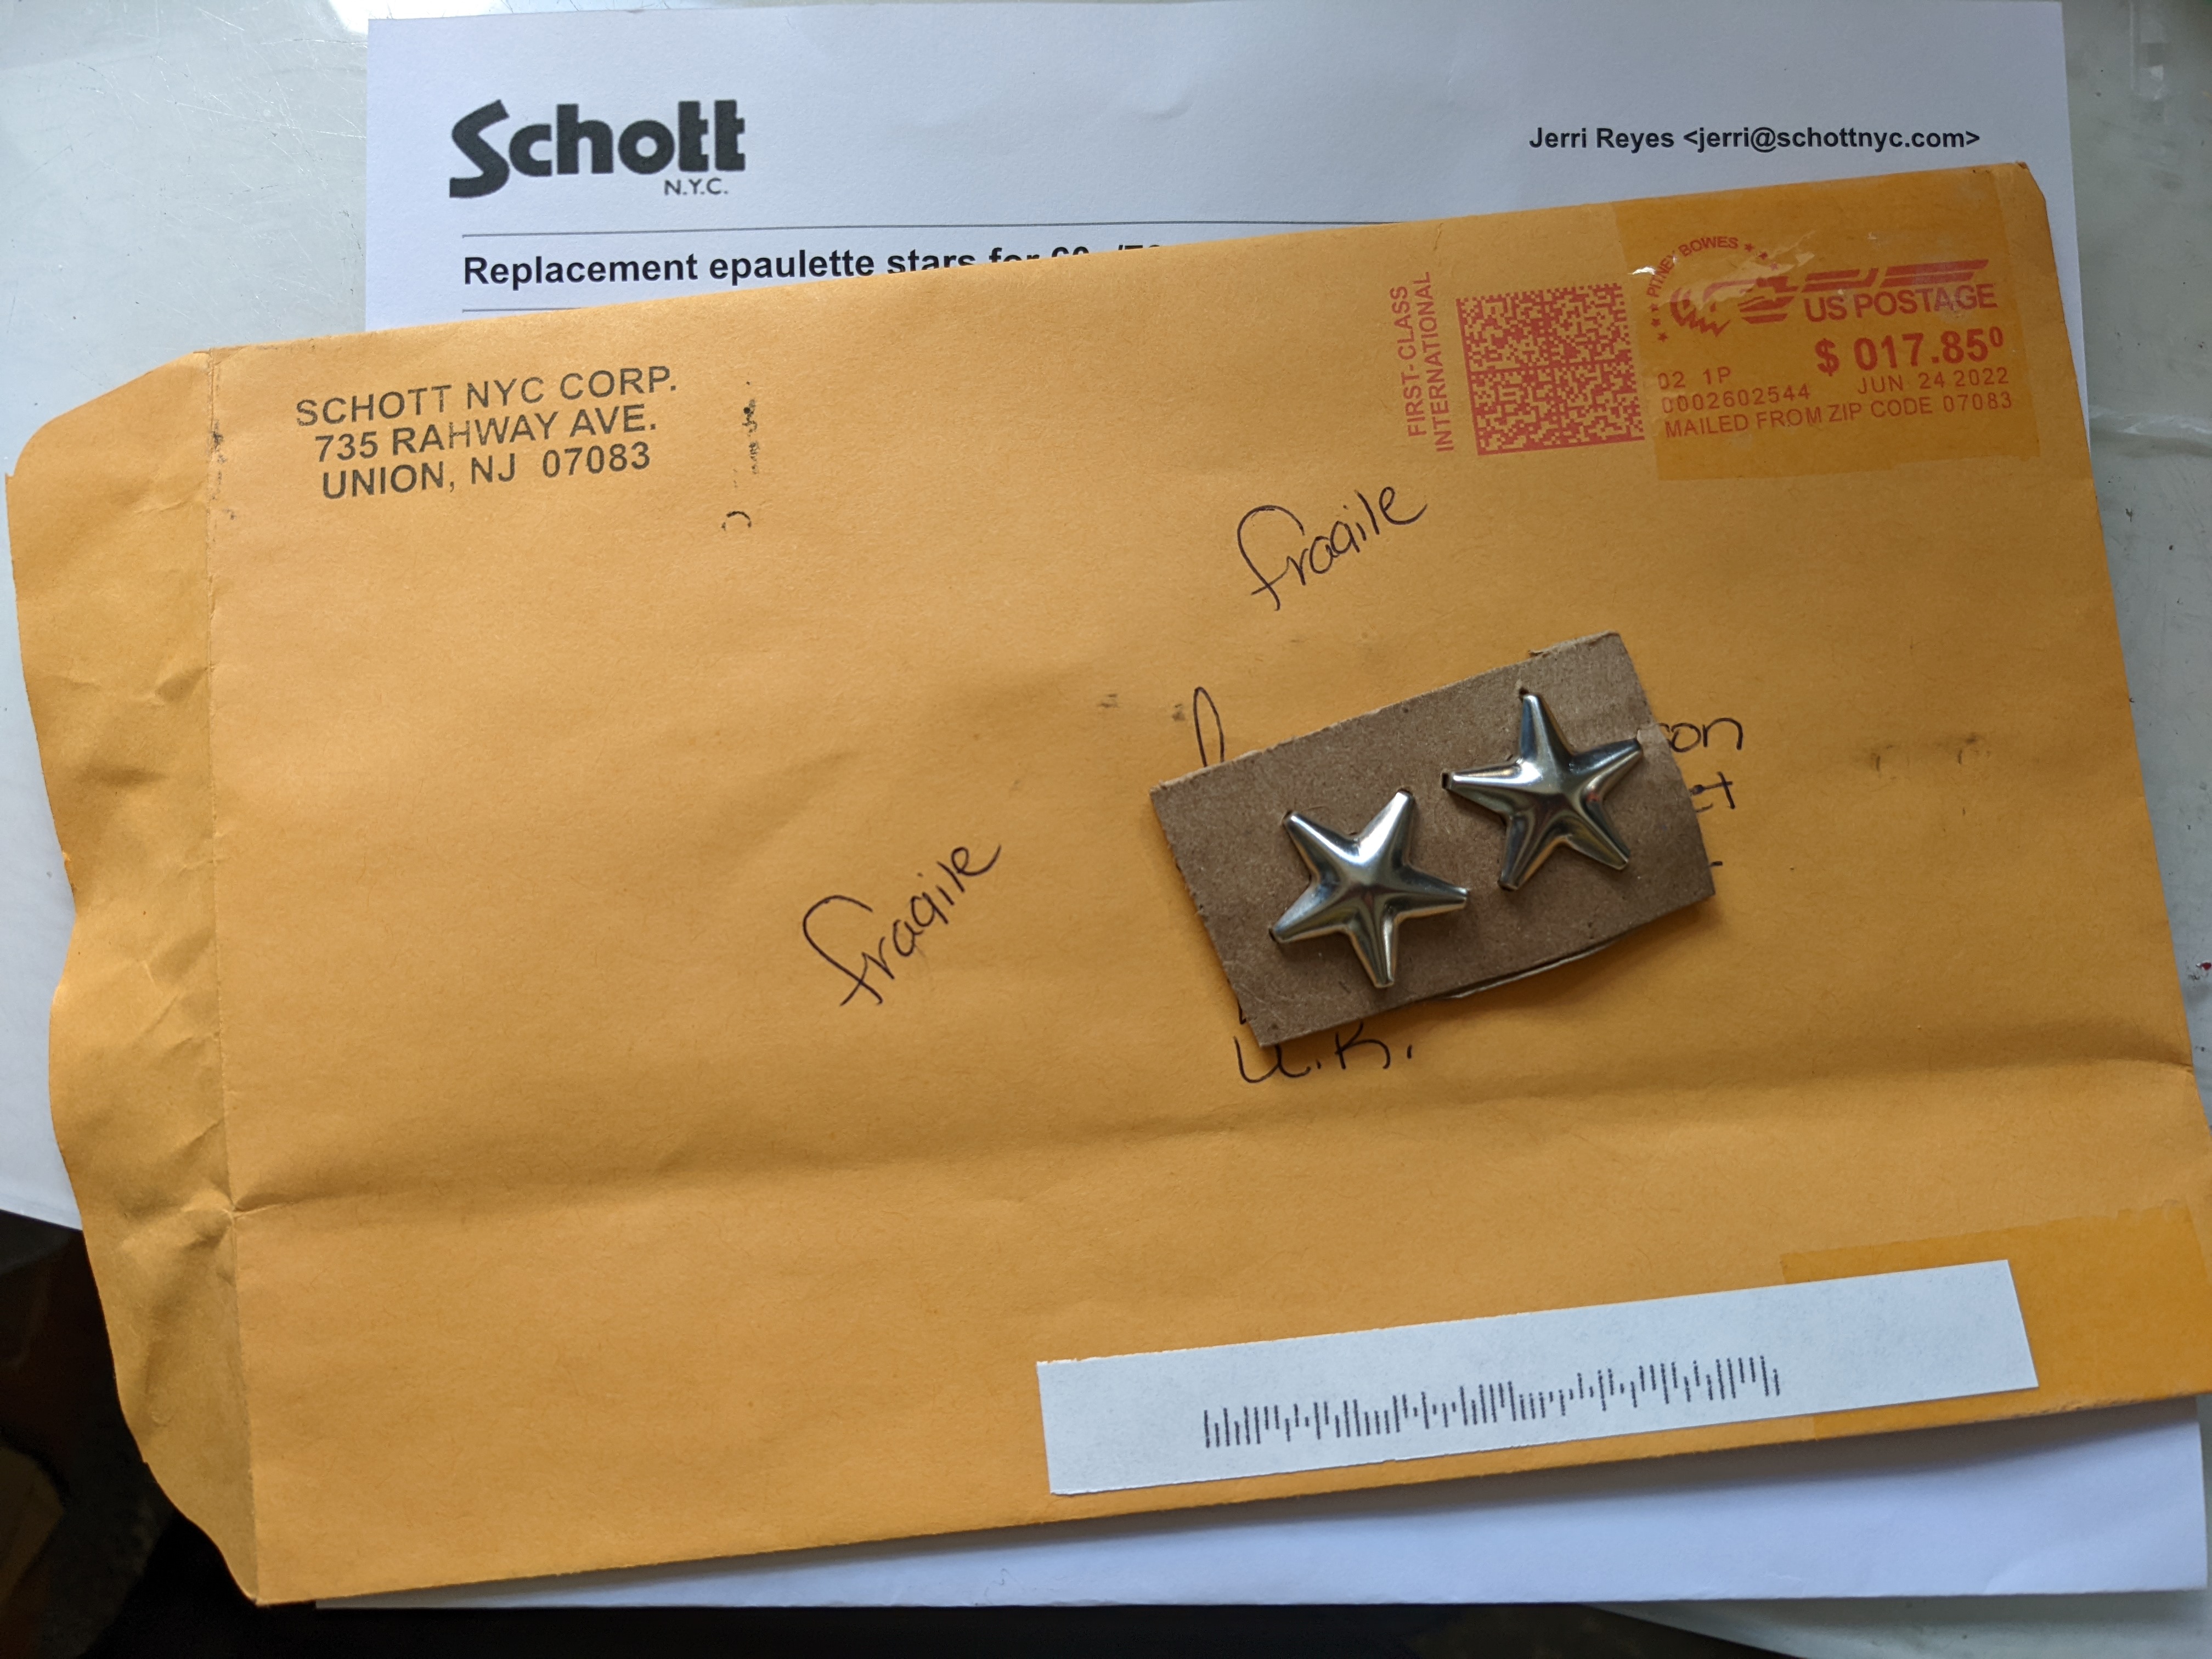 Schott
N.Y.C.
Jerri Reyes <jerri@schottnyc.com>
Replacement epaulette stars for
SCHOTT NYC CORP.
735 RAHWAY AVE.
UNION, NJ 07083
FIRST-CLASS
INTERNATIONAL
PITNEY BOWES
US POSTAGE
$ 017.85⁰
02 1P
0002602544 JUN 24 2022
MAILED FROM ZIP CODE 07083
fragile
fragile
U.K.